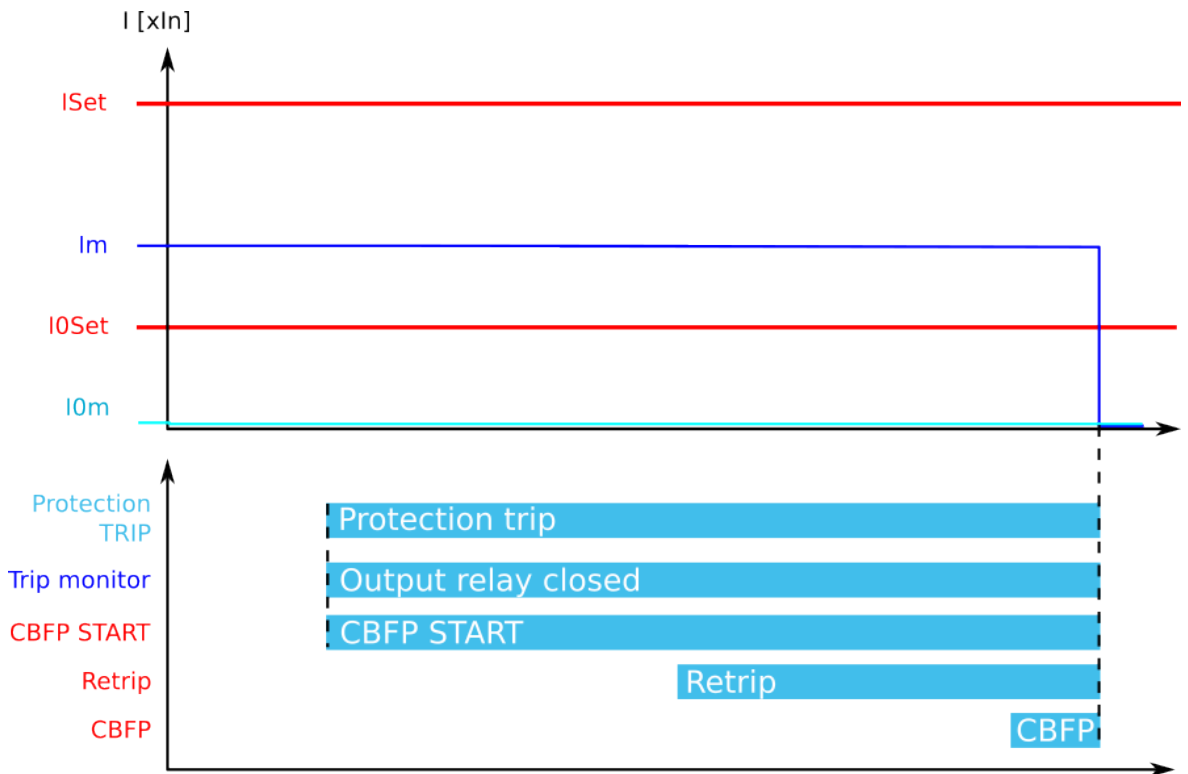 I [xIn]
ISet
Im
I0Set
I0m
Protection
TRIP
Protection trip
Trip monitor
Output relay closed
CBFP START
CBFP START
Retrip
Retrip
CBFP
CBFP